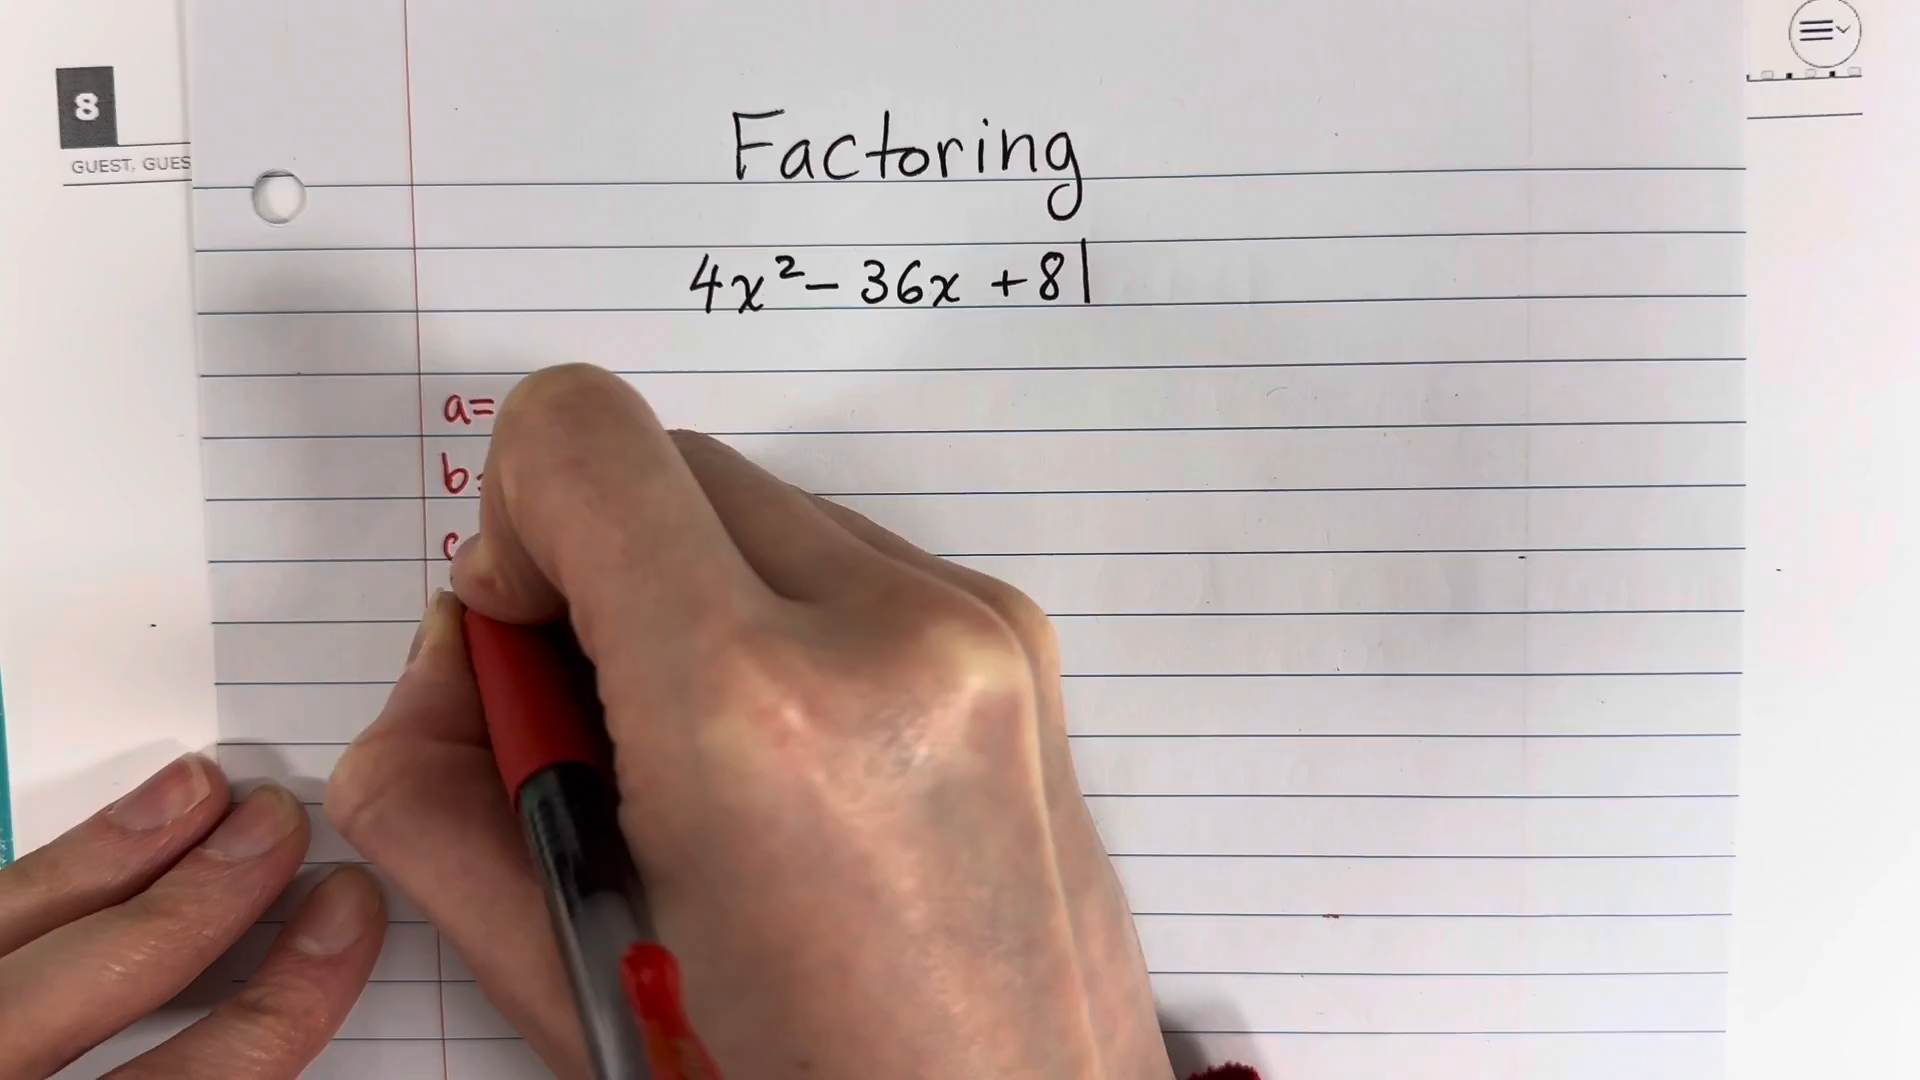 8
GUEST, GUES
Factoring
4x² - 36x + 81
a=
b=
c